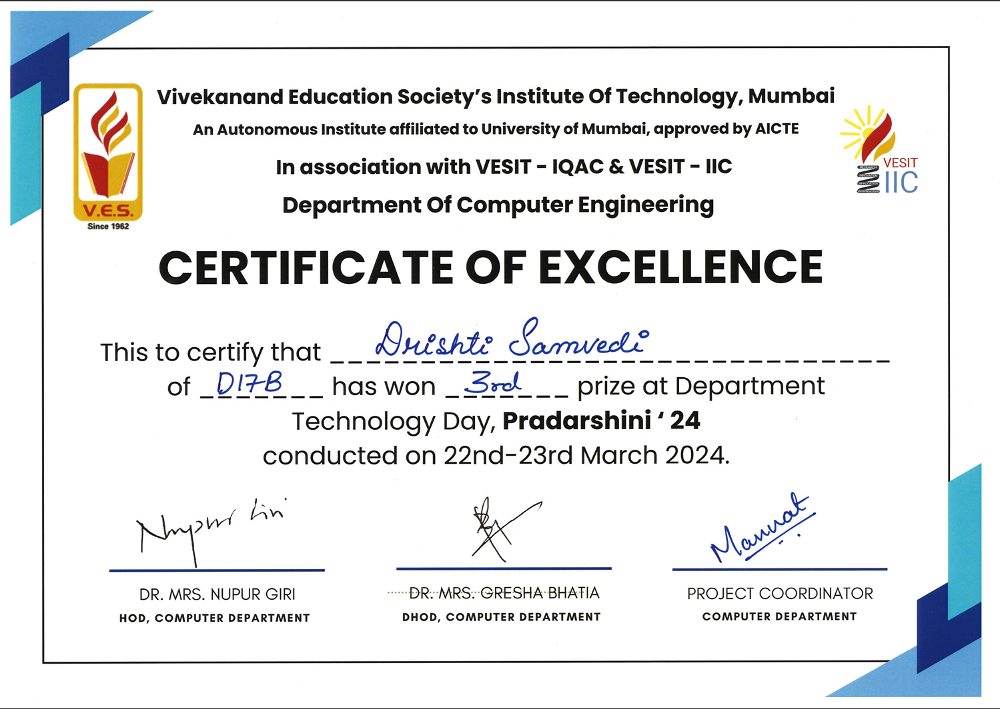 Vivekanand Education Society's Institute Of Technology, Mumbai
An Autonomous Institute affiliated to University of Mumbai, approved by AICTE
In association with VESIT - IQAC & VESIT - IIC
Department Of Computer Engineering
V.E.S.
Since 1962
VESIT
IIC
RESEARCH
INNOVATION
CERTIFICATE OF EXCELLENCE
This to certify that Drishti Samvedi
of D17B has won 3rd prize at Department
Technology Day, Pradarshini ‘ 24
conducted on 22nd-23rd March 2024.
Nupur Giri
Mannat
DR. MRS. NUPUR GIRI
DR. MRS. GRESHA BHATIA
PROJECT COORDINATOR
HOD, COMPUTER DEPARTMENT
DHOD, COMPUTER DEPARTMENT
COMPUTER DEPARTMENT